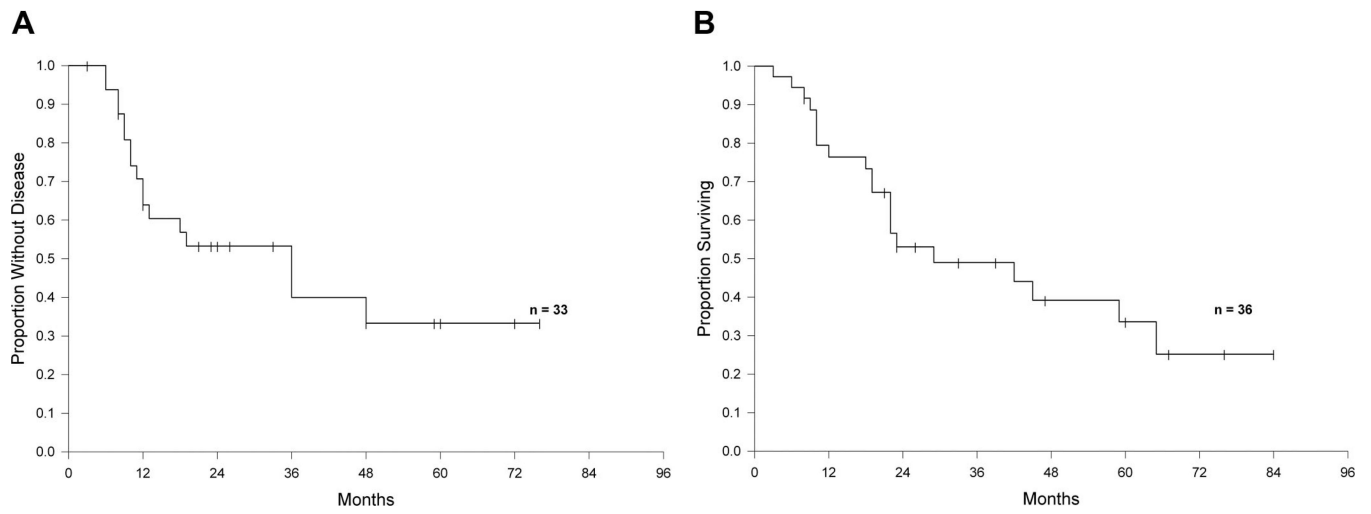 A
Proportion Without Disease
1.0
0.9
0.8
0.7
0.6
0.5
0.4
0.3
0.2
0.1
0.0
n = 33
0 12 24 36 48 60 72 84 96
Months
B
Proportion Surviving
1.0
0.9
0.8
0.7
0.6
0.5
0.4
0.3
0.2
0.1
0.0
n = 36
0 12 24 36 48 60 72 84 96
Months